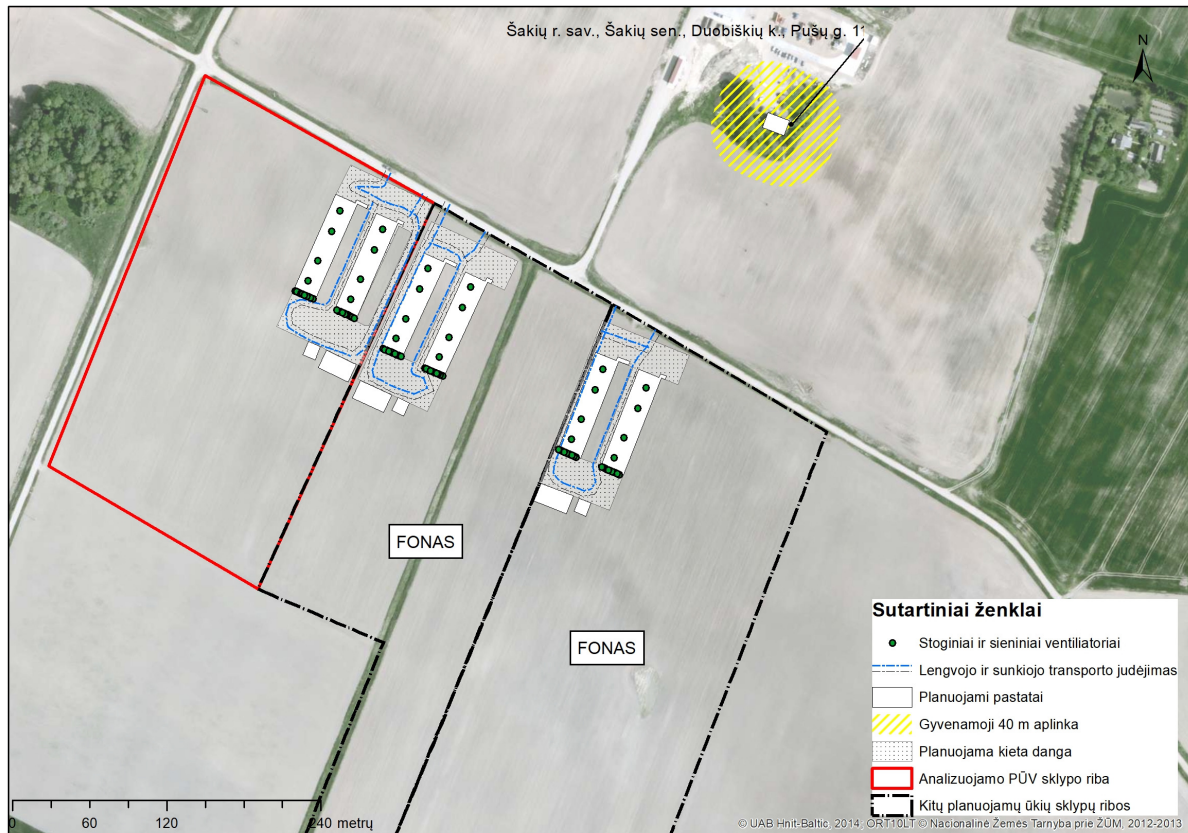 Šakių r. sav., Šakių sen., Duobiškių k., Pušų g. 11
N
FONAS
FONAS
Sutartiniai ženklai
Stoginiai ir sieniniai ventiliatoriai
Lengvojo ir sunkiojo transporto judėjimas
Planuojami pastatai
Gyvenamoji 40 m aplinka
Planuojama kieta danga
Analizuojamo PŪV sklypo riba
Kitų planuojamų ūkių sklypų ribos
0 60 120 240 metrų
© UAB Hnit-Baltic, 2014; ORT10LT © Nacionalinė Žemės Tarnyba prie ŽŪM, 2012-2013